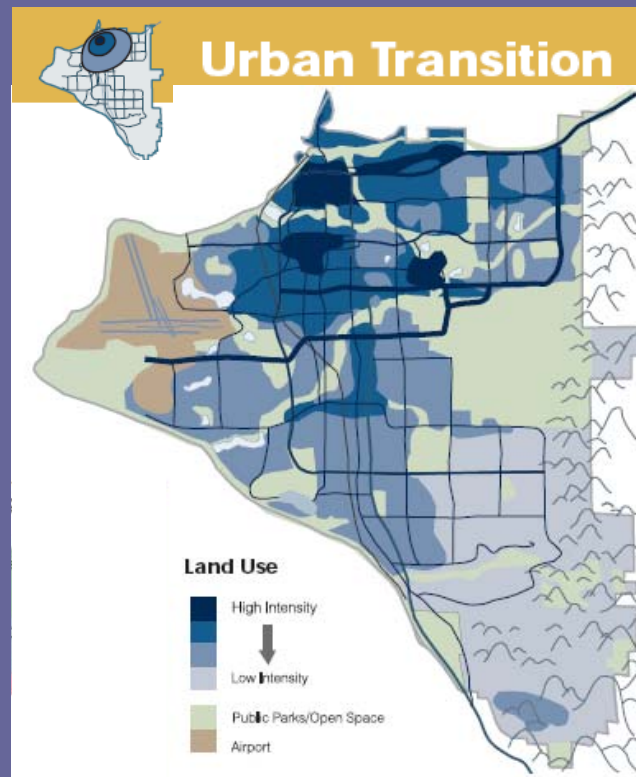 Urban Transition
Land Use
High Intensity
Low Intensity
Public Parks/Open Space
Airport